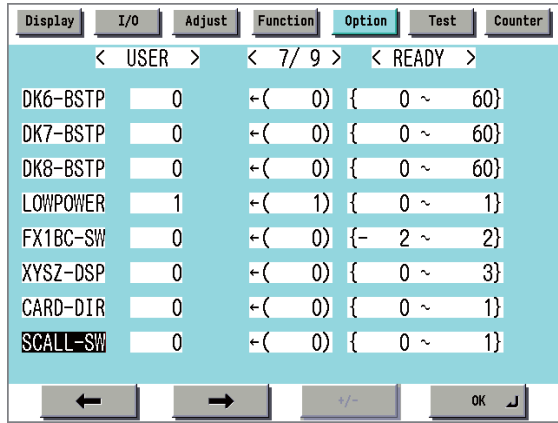 Display I/O Adjust Function Option Test Counter
< USER > < 7/ 9 > < READY >
DK6-BSTP 0 ←( 0) { 0 ~ 60}
DK7-BSTP 0 ←( 0) { 0 ~ 60}
DK8-BSTP 0 ←( 0) { 0 ~ 60}
LOWPOWER 1 ←( 1) { 0 ~ 1}
FX1BC-SW 0 ←( 0) {- 2 ~ 2}
XYSZ-DSP 0 ←( 0) { 0 ~ 3}
CARD-DIR 0 ←( 0) { 0 ~ 1}
SCALL-SW 0 ←( 0) { 0 ~ 1}
← → +/- OK